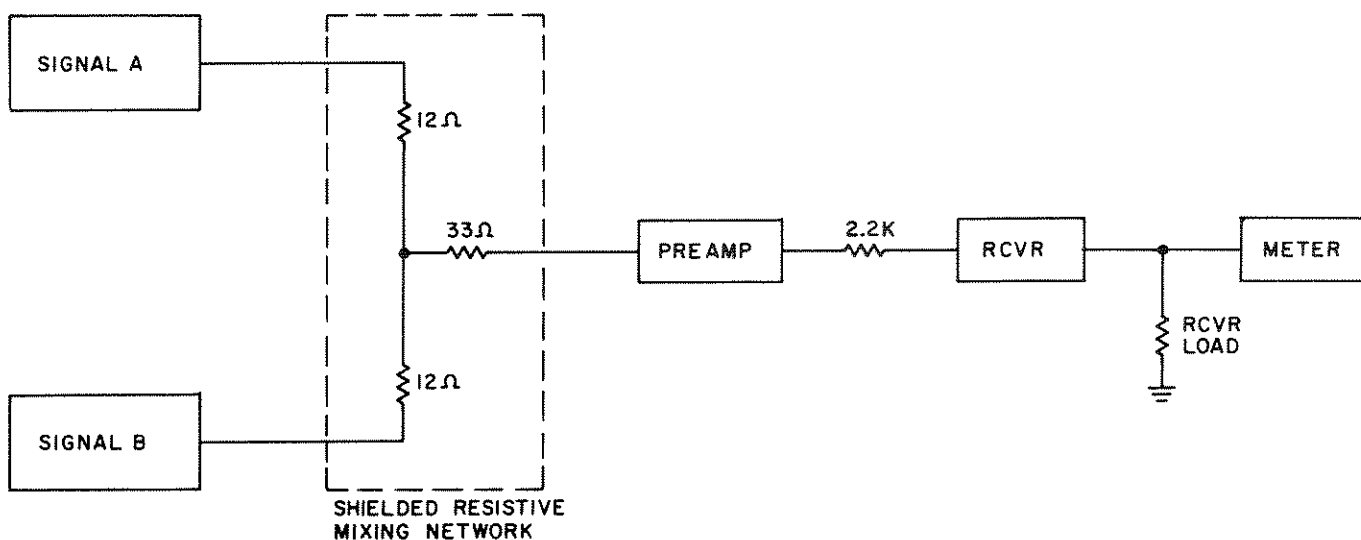 SIGNAL A
12Ω
33Ω
PREAMP
2.2K
RCVR
METER
RCVR
LOAD
12Ω
SIGNAL B
SHIELDED RESISTIVE
MIXING NETWORK